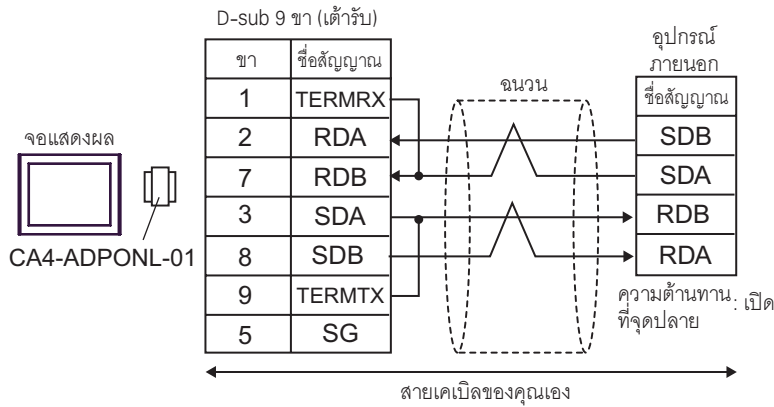 D-sub 9 ขา (เต้ารับ)
ขา ชื่อสัญญาณ
1 TERMRX
2 RDA
7 RDB
3 SDA
8 SDB
9 TERMTX
5 SG
จอแสดงผล
CA4-ADPONL-01
ฉนวน
อุปกรณ์
ภายนอก
ชื่อสัญญาณ
SDB
SDA
RDB
RDA
ความต้านทาน : เปิด
ที่จุดปลาย
สายเคเบิลของคุณเอง